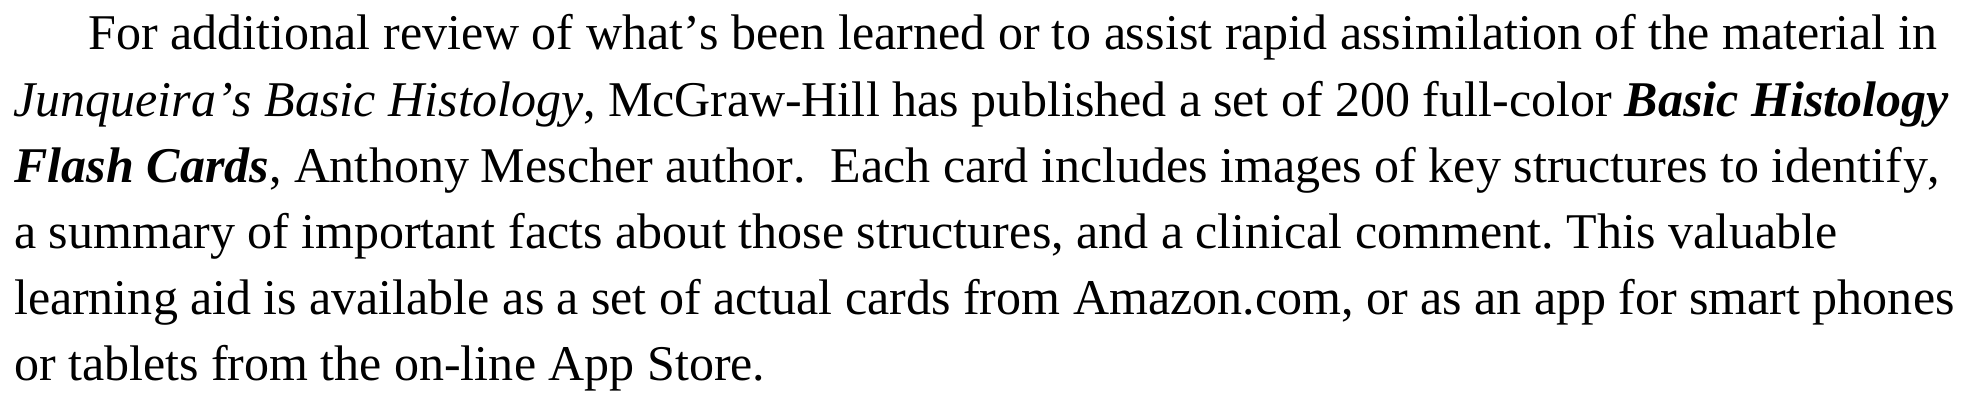 For additional review of what’s been learned or to assist rapid assimilation of the material in
Junqueira’s Basic Histology, McGraw-Hill has published a set of 200 full-color Basic Histology
Flash Cards, Anthony Mescher author.  Each card includes images of key structures to identify,
a summary of important facts about those structures, and a clinical comment. This valuable
learning aid is available as a set of actual cards from Amazon.com, or as an app for smart phones
or tablets from the on-line App Store.